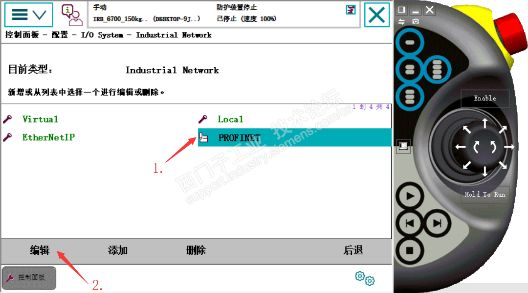 手动
防护装置停止
IRB_6700_150kg.. (DESKTOP-9J..)
已停止 (速度 100%)
控制面板 - 配置 - I/O System - Industrial Network
目前类型: Industrial Network
新增或从列表中选择一个进行编辑或删除。
1 到 4 共 4
Virtual
Local
EtherNetIP
PROFINET
1.
西门子工业 技术论坛
support.industry.siemens.com/cs
编辑
添加
删除
后退
2.
控制面板
Enable
Hold To Run